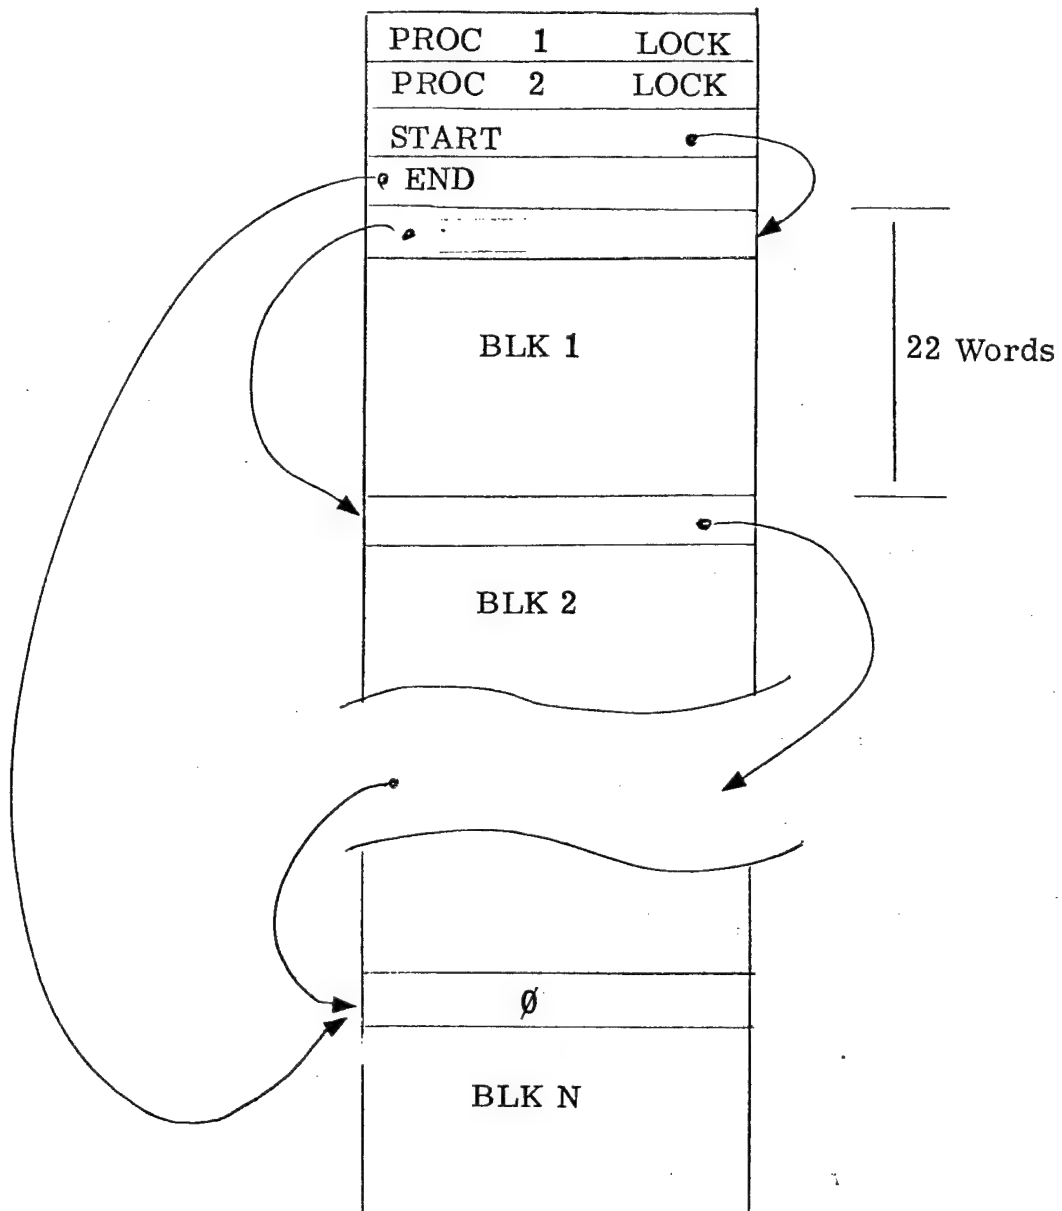 PROC 1 LOCK
PROC 2 LOCK
START
END
BLK 1
22 Words
BLK 2
Ø
BLK N